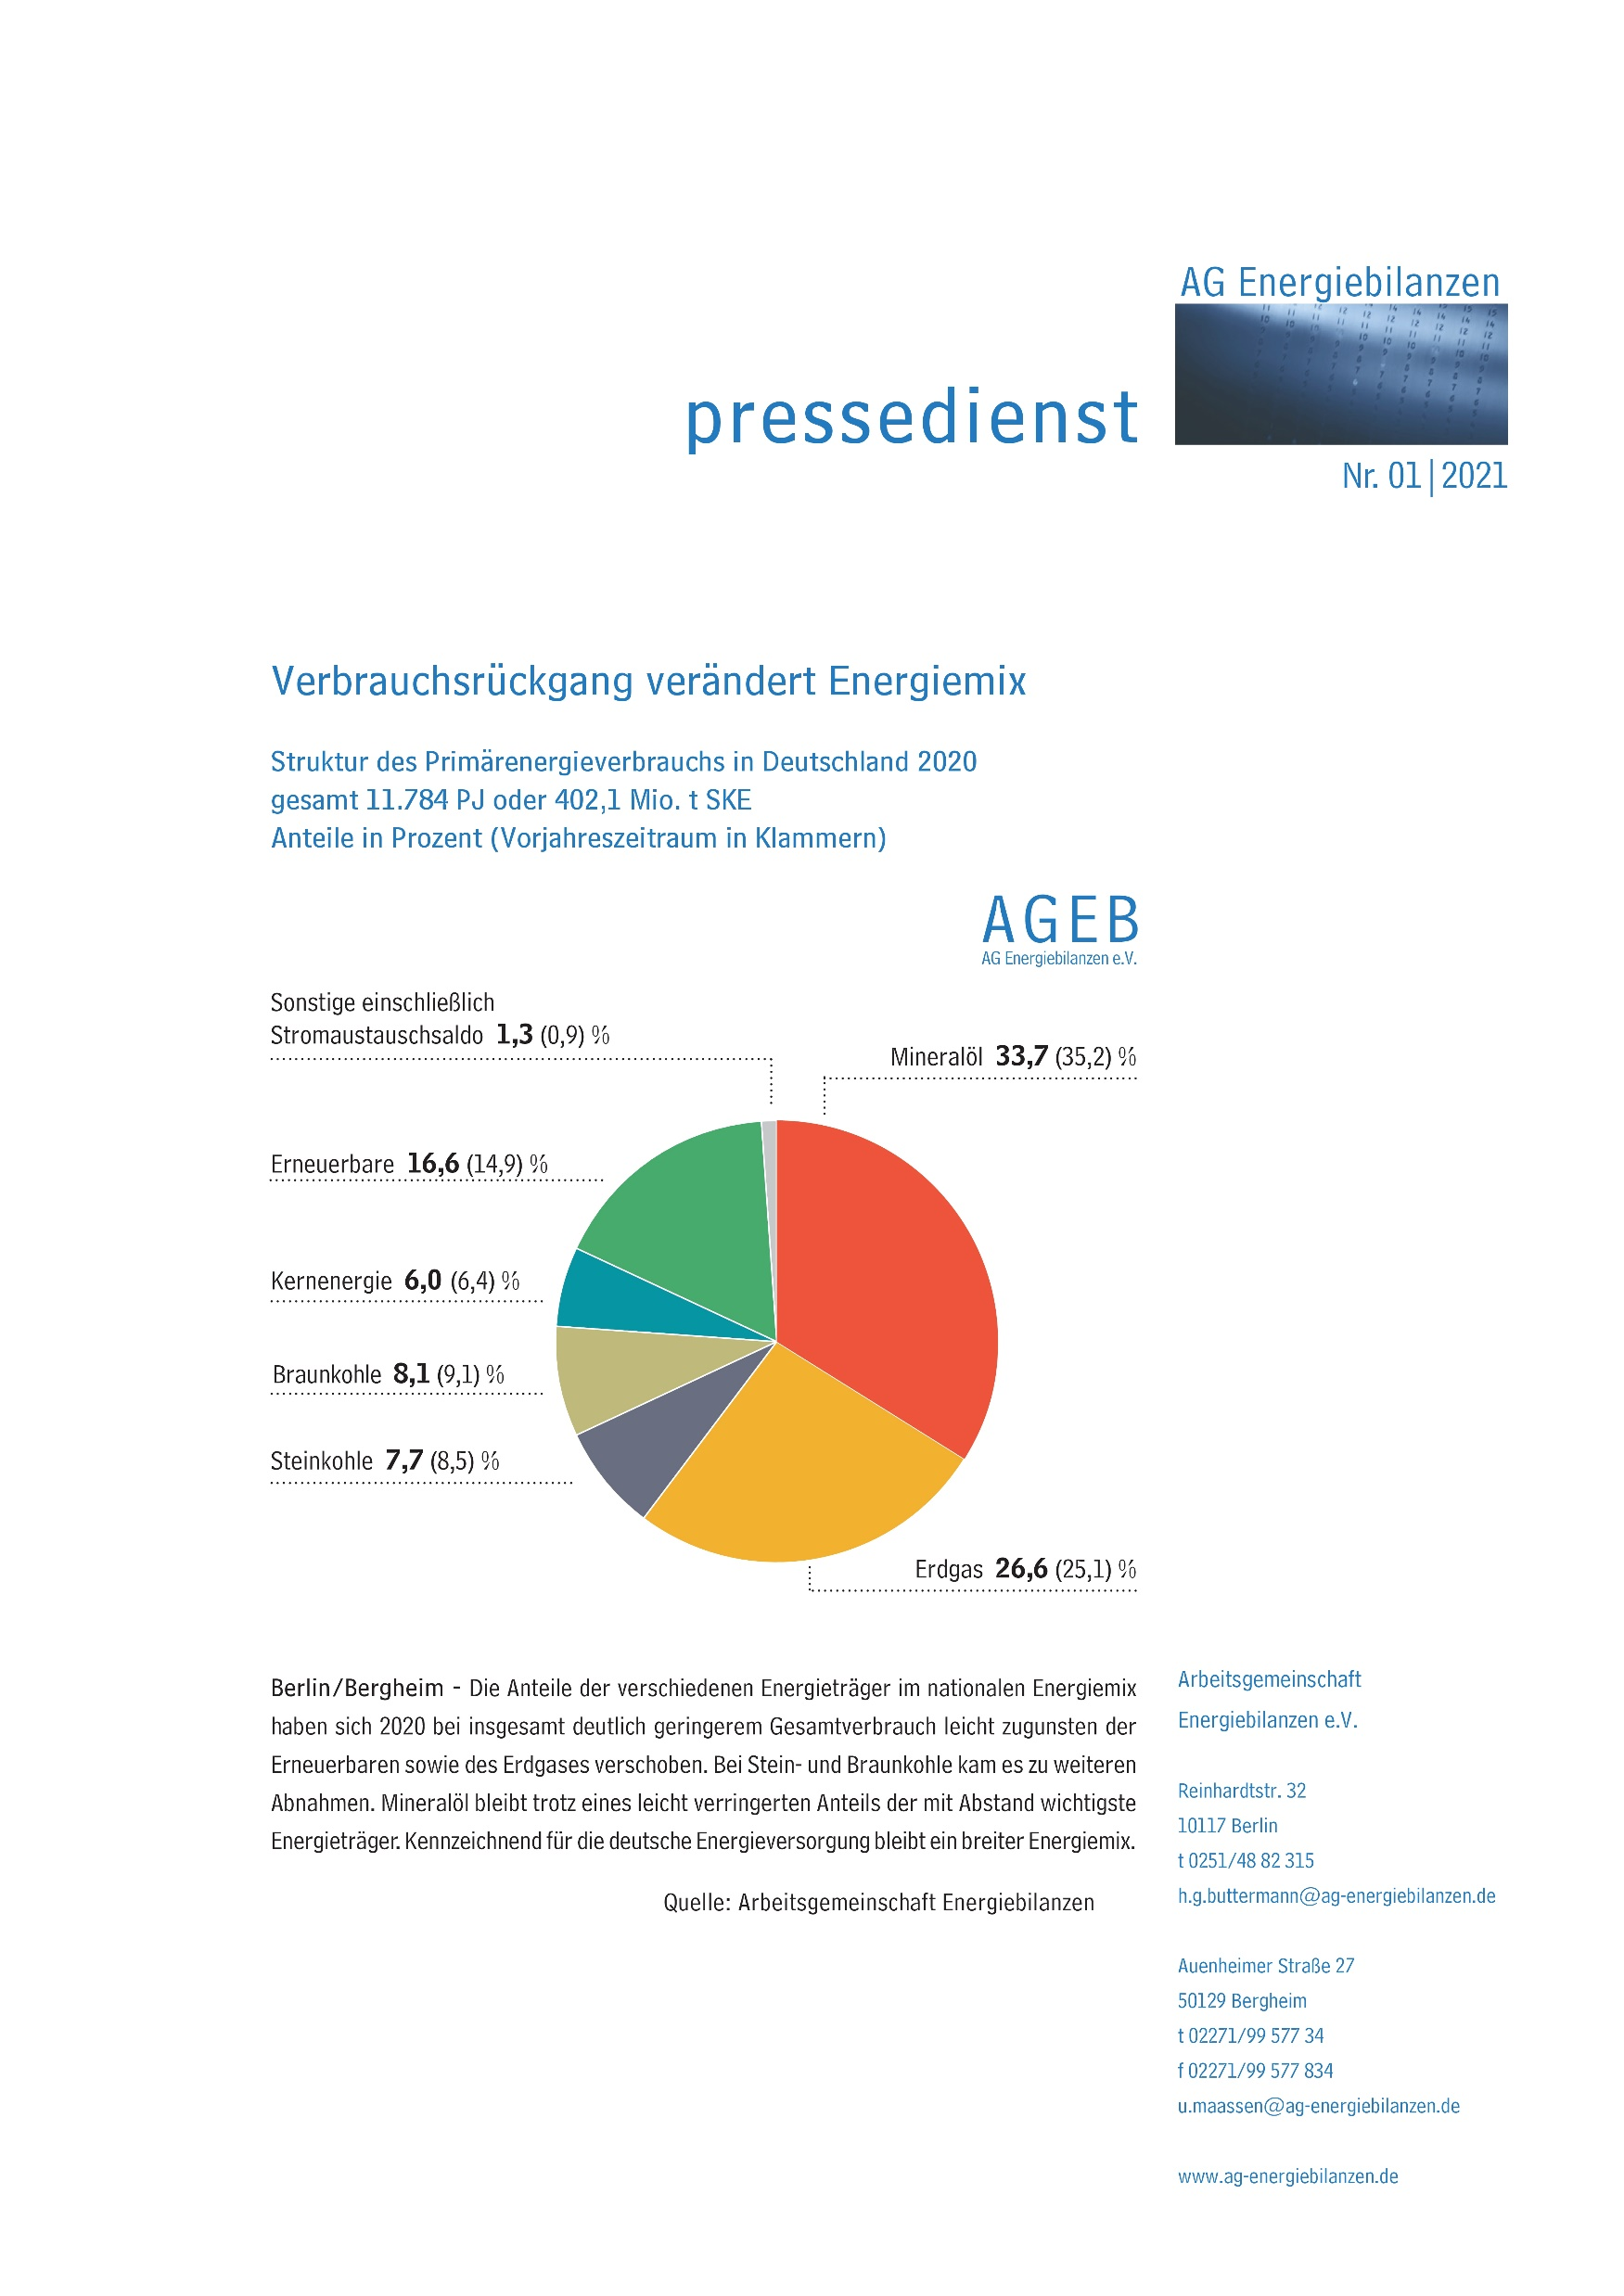 AG Energiebilanzen
pressedienst
Nr. 01|2021
Verbrauchsrückgang verändert Energiemix
Struktur des Primärenergieverbrauchs in Deutschland 2020
gesamt 11.784 PJ oder 402,1 Mio. t SKE
Anteile in Prozent (Vorjahreszeitraum in Klammern)
AGEB
AG Energiebilanzen e.V.
Sonstige einschließlich
Stromaustauschsaldo 1,3 (0,9) %
Mineralöl 33,7 (35,2) %
Erneuerbare 16,6 (14,9) %
Kernenergie 6,0 (6,4) %
Braunkohle 8,1 (9,1) %
Steinkohle 7,7 (8,5) %
Erdgas 26,6 (25,1) %
Berlin/Bergheim - Die Anteile der verschiedenen Energieträger im nationalen Energiemix
haben sich 2020 bei insgesamt deutlich geringerem Gesamtverbrauch leicht zugunsten der
Erneuerbaren sowie des Erdgases verschoben. Bei Stein- und Braunkohle kam es zu weiteren
Abnahmen. Mineralöl bleibt trotz eines leicht verringerten Anteils der mit Abstand wichtigste
Energieträger. Kennzeichnend für die deutsche Energieversorgung bleibt ein breiter Energiemix.
Quelle: Arbeitsgemeinschaft Energiebilanzen
Arbeitsgemeinschaft
Energiebilanzen e.V.
Reinhardtstr. 32
10117 Berlin
t 0251/48 82 315
h.g.buttermann@ag-energiebilanzen.de
Auenheimer Straße 27
50129 Bergheim
t 02271/99 577 34
f 02271/99 577 834
u.maassen@ag-energiebilanzen.de
www.ag-energiebilanzen.de